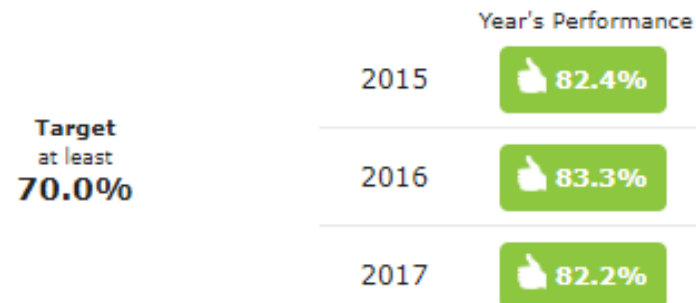 Year's Performance
2015 82.4%
Target
at least
70.0%
2016 83.3%
2017 82.2%